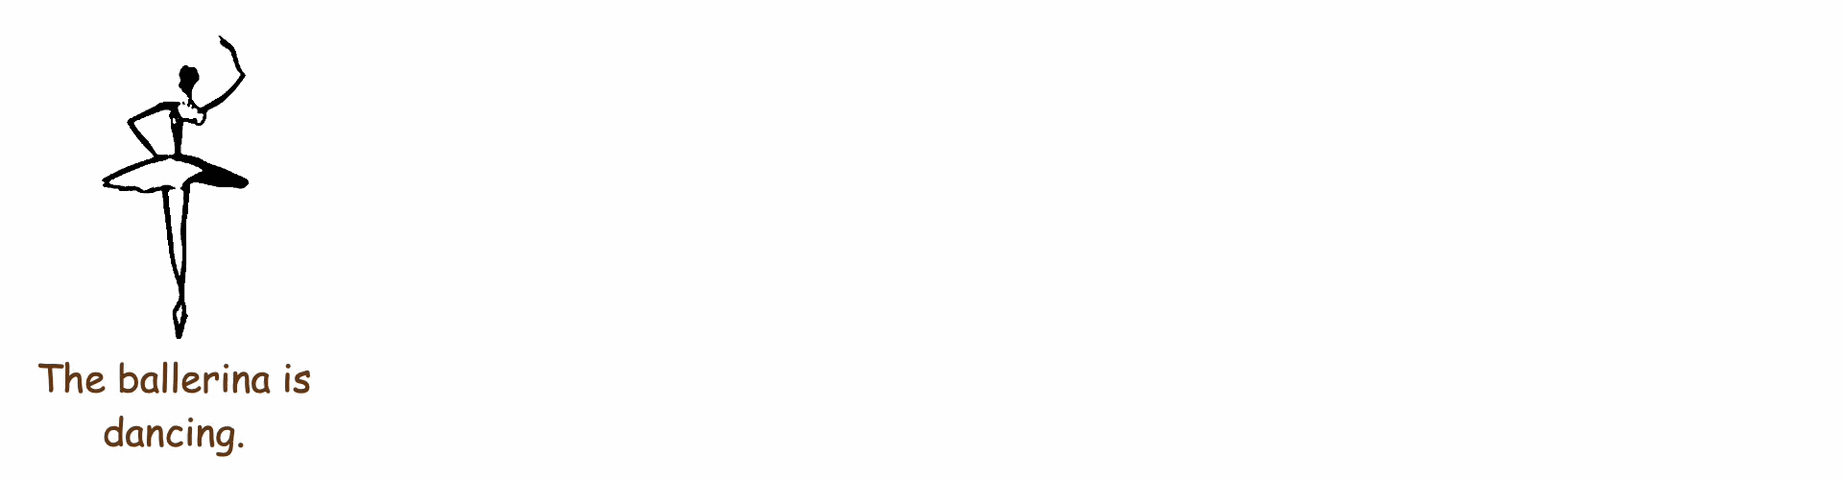 The ballerina is
dancing.